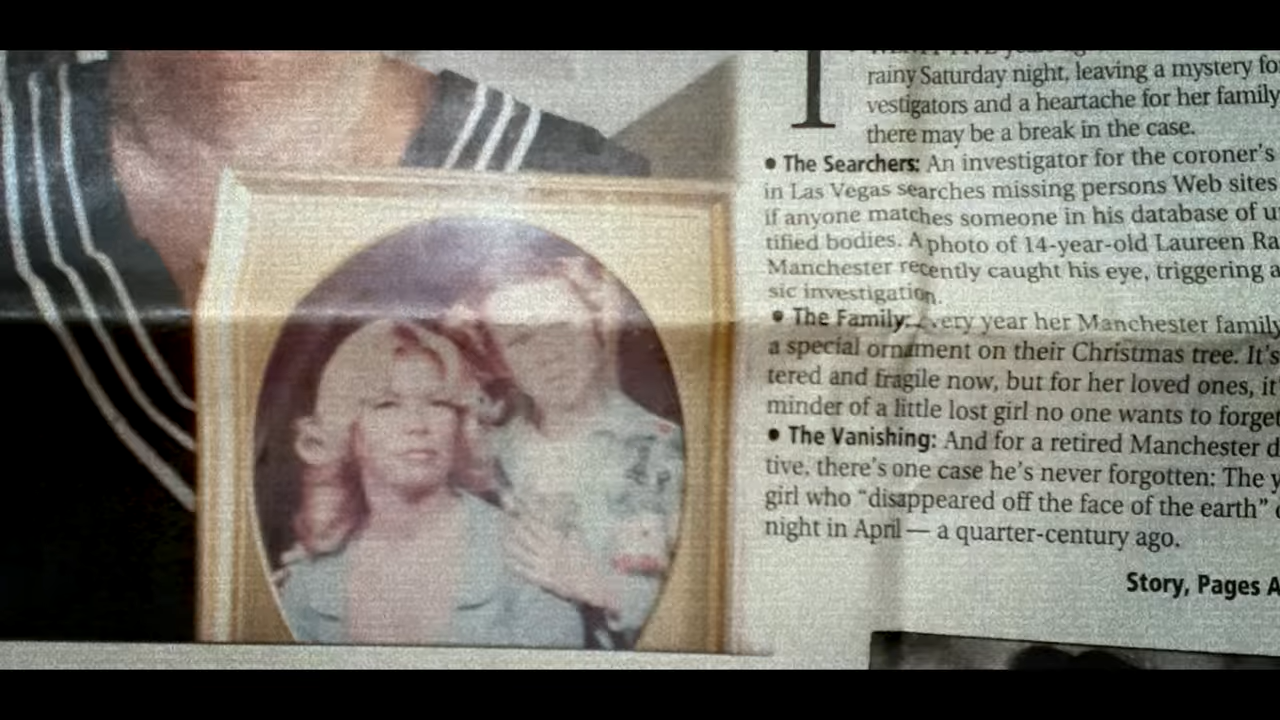 T
rainy Saturday night, leaving a mystery fo
vestigators and a heartache for her family
there may be a break in the case.
• The Searchers: An investigator for the coroner's
in Las Vegas searches missing persons Web sites
if anyone matches someone in his database of u
tified bodies. A photo of 14-year-old Laureen Ra
Manchester recently caught his eye, triggering a
sic investigation.
• The Family: very year her Manchester family
a special ornament on their Christmas tree. It's
tered and fragile now, but for her loved ones, it
minder of a little lost girl no one wants to forget
• The Vanishing: And for a retired Manchester d
tive, there's one case he's never forgotten: The y
girl who “disappeared off the face of the earth”
night in April — a quarter-century ago.
Story, Pages A